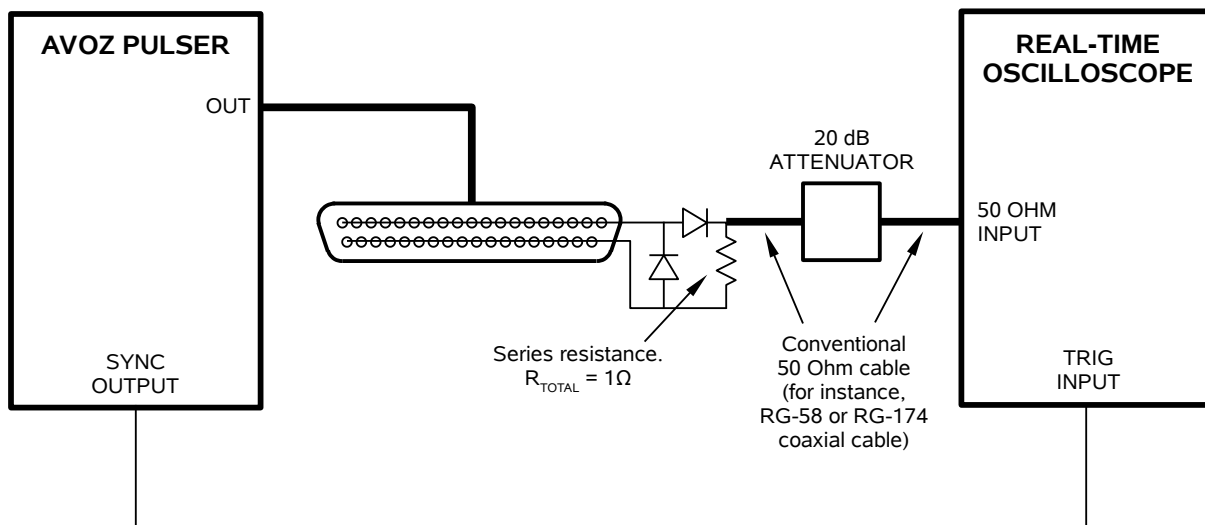 AVOZ PULSER
OUT
SYNC
OUTPUT
Series resistance.
R_TOTAL = 1Ω
20 dB
ATTENUATOR
Conventional
50 Ohm cable
(for instance,
RG-58 or RG-174
coaxial cable)
REAL-TIME
OSCILLOSCOPE
50 OHM
INPUT
TRIG
INPUT